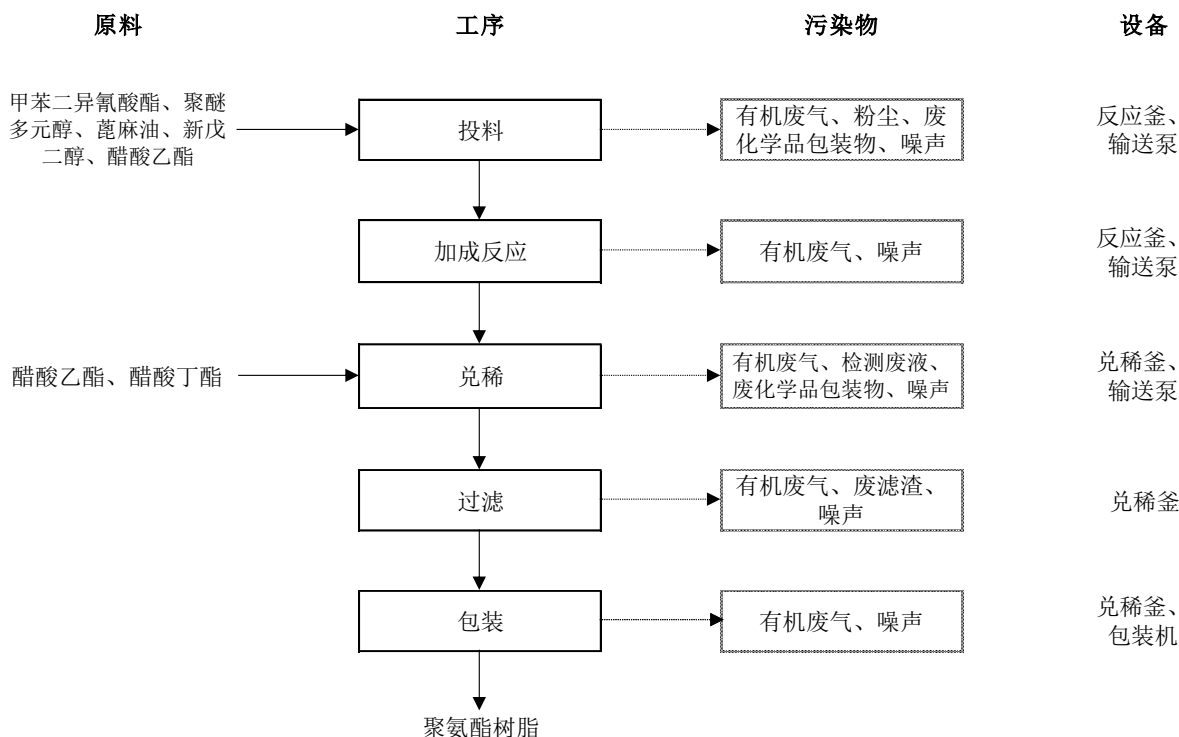 原料 工序 污染物 设备
甲苯二异氰酸酯、聚醚
多元醇、蓖麻油、新戊
二醇、醋酸乙酯
投料
有机废气、粉尘、废
化学品包装物、噪声
反应釜、
输送泵
加成反应
有机废气、噪声
反应釜、
输送泵
醋酸乙酯、醋酸丁酯
兑稀
有机废气、检测废液、
废化学品包装物、噪声
兑稀釜、
输送泵
过滤
有机废气、废滤渣、
噪声
兑稀釜
包装
有机废气、噪声
兑稀釜、
包装机
聚氨酯树脂